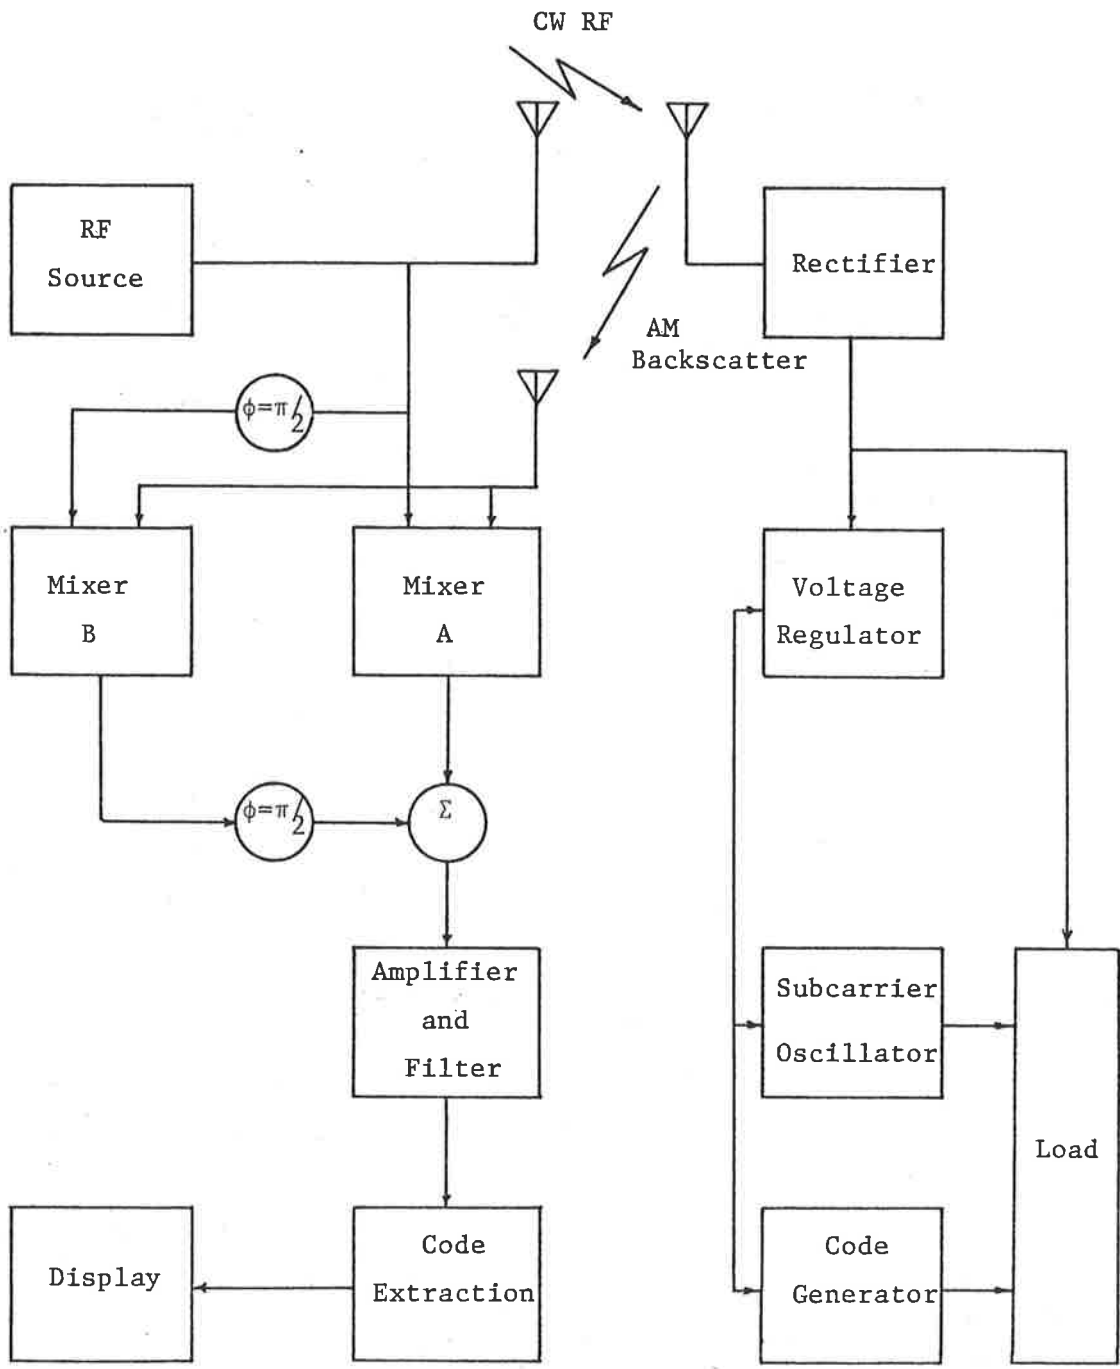 CW RF
RF
Source
Rectifier
AM
Backscatter
ϕ=π/2
Mixer
B
Mixer
A
Voltage
Regulator
ϕ=π/2
Σ
Amplifier
and
Filter
Subcarrier
Oscillator
Load
Display
Code
Extraction
Code
Generator